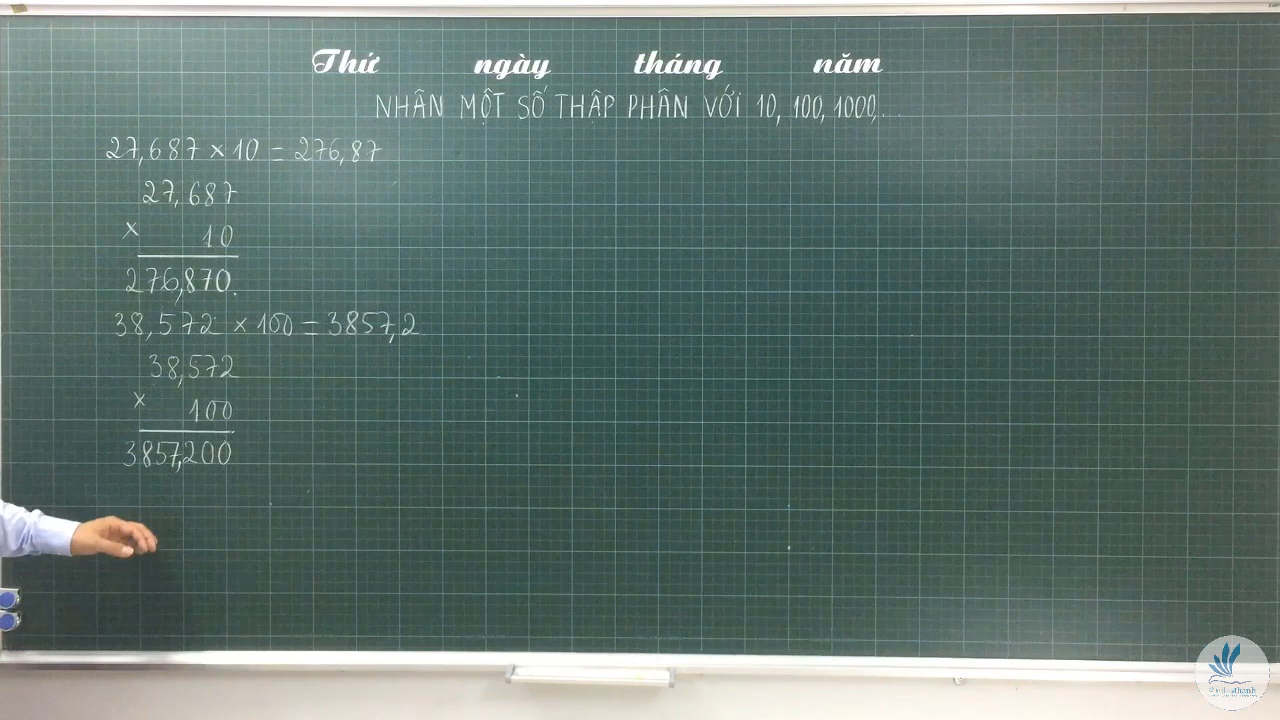 Thứ ngày tháng năm
NHÂN MỘT SỐ THẬP PHÂN VỚI 10, 100, 1000,...
27,687 × 10 = 276,87
27,687
× 10
276,870.
38,572 × 100 = 3857,2
38,572
× 100
3857,200